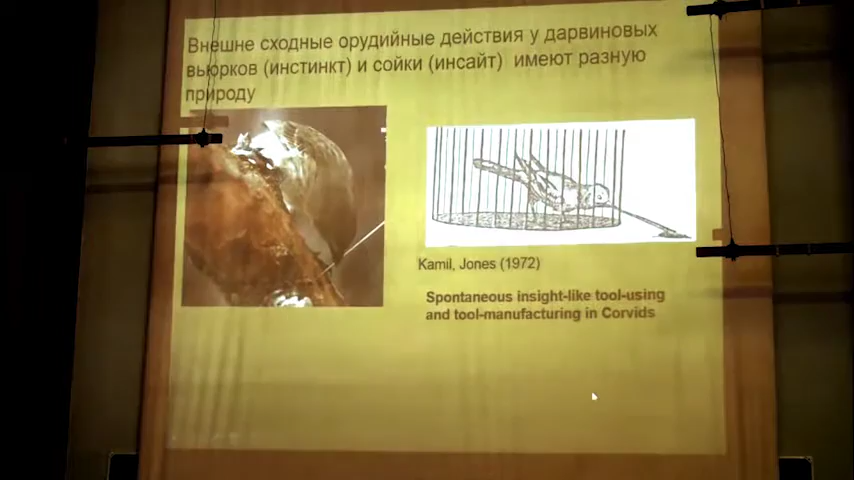 Внешне сходные орудийные действия у дарвиновых
вьюрков (инстинкт) и сойки (инсайт) имеют разную
природу
Kamil, Jones (1972)
Spontaneous insight-like tool-using
and tool-manufacturing in Corvids